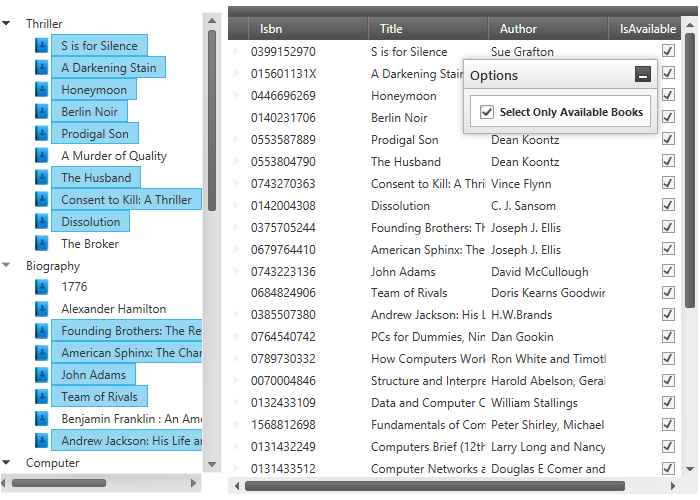 Thriller
S is for Silence
A Darkening Stain
Honeymoon
Berlin Noir
Prodigal Son
A Murder of Quality
The Husband
Consent to Kill: A Thriller
Dissolution
The Broker
Biography
1776
Alexander Hamilton
Founding Brothers: The Re
American Sphinx: The Cha
John Adams
Team of Rivals
Benjamin Franklin : An Ame
Andrew Jackson: His Life a
Computer
Isbn Title Author IsAvailable
0399152970 S is for Silence Sue Grafton
015601131X A Darkening Stain
0446696269 Honeymoon
0140231706 Berlin Noir
0553587889 Prodigal Son Dean Koontz
0553804790 The Husband Dean Koontz
0743270363 Consent to Kill: A Thri Vince Flynn
0142004308 Dissolution C. J. Sansom
0375705244 Founding Brothers: Th Joseph J. Ellis
0679764410 American Sphinx: The Joseph J. Ellis
0743223136 John Adams David McCullough
0684824906 Team of Rivals Doris Kearns Goodwin
0385507380 Andrew Jackson: His L H.W.Brands
0764540742 PCs for Dummies, Nin Dan Gookin
0789730332 How Computers Work Ron White and Timoth
0070004846 Structure and Interpre Harold Abelson, Geral
0132433109 Data and Computer C William Stallings
1568812698 Fundamentals of Com Peter Shirley, Michael
0131432249 Computers Brief (12th Larry Long and Nancy
0131433512 Computer Networks a Douglas E Comer and
Options
Select Only Available Books